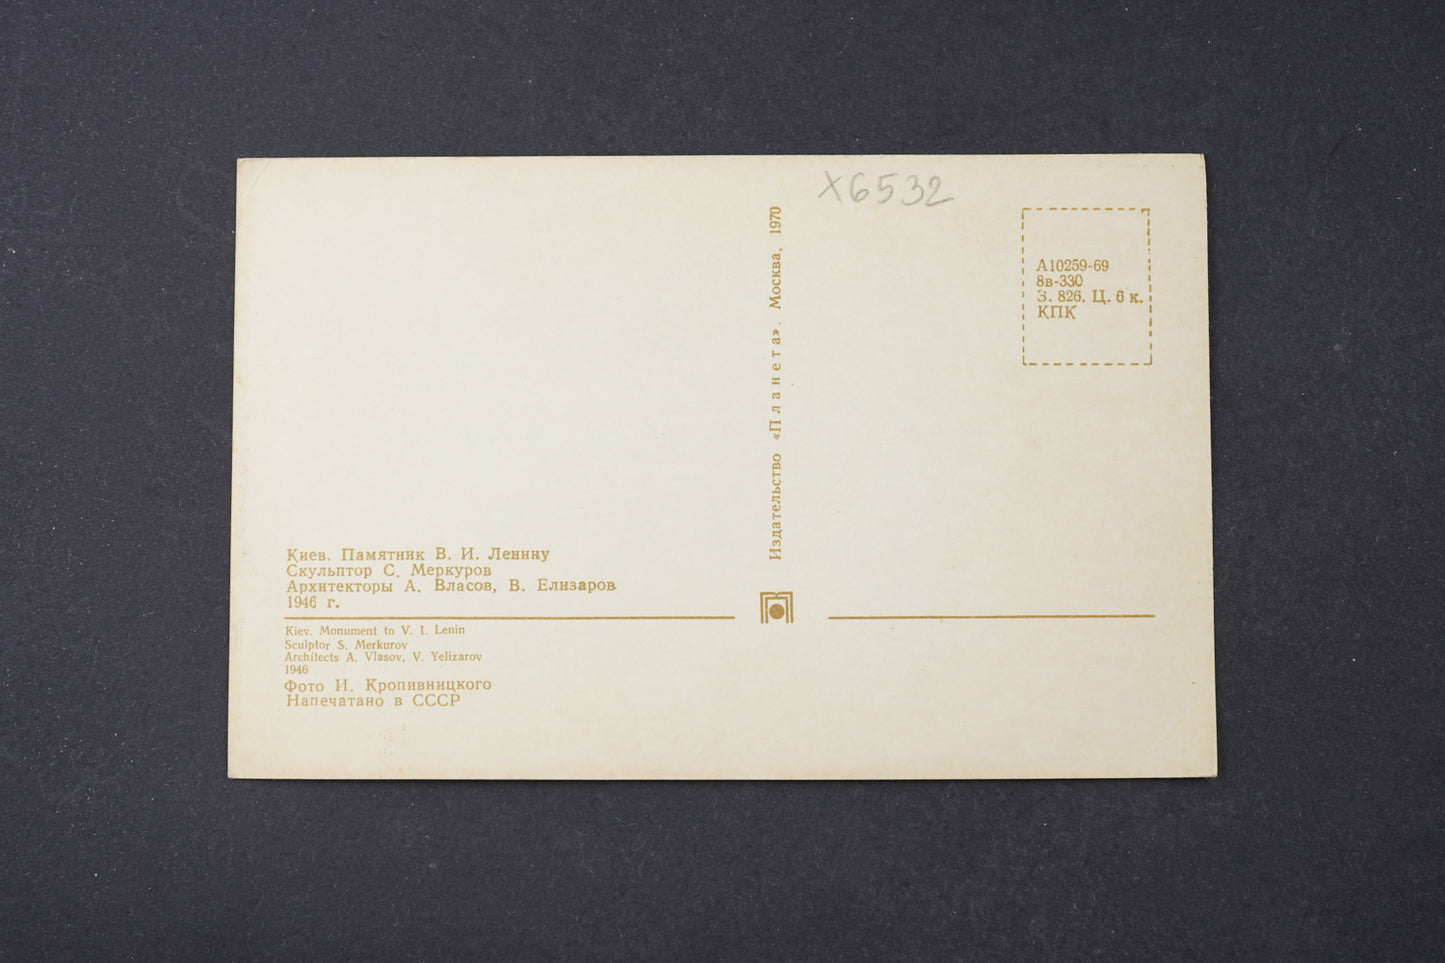 Х6532
А10259-69
8в-330
З. 826. Ц. 6 к.
КПК
Издательство «Планета». Москва, 1970
Киев. Памятник В. И. Ленину
Скульптор С. Меркуров
Архитекторы А. Власов, В. Елизаров
1946 г.
Kiev. Monument to V. I. Lenin
Sculptor S. Merkurov
Architects A. Vlasov, V. Yelizarov
1946
Фото И. Кропивницкого
Напечатано в СССР